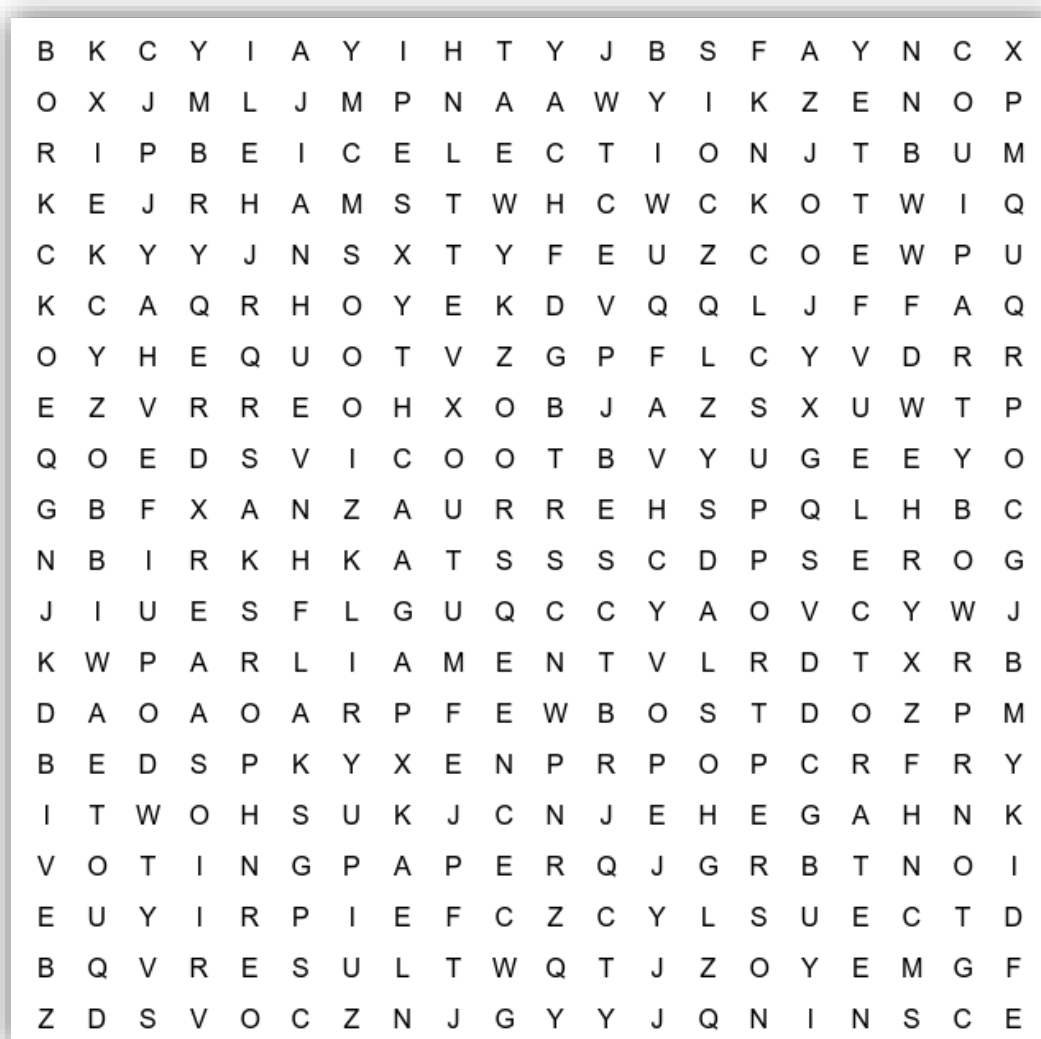 B K C Y I A Y I H T Y J B S F A Y N C X
O X J M L J M P N A A W Y I K Z E N O P
R I P B E I C E L E C T I O N J T B U M
K E J R H A M S T W H C W C K O T W I Q
C K Y Y J N S X T Y F E U Z C O E W P U
K C A Q R H O Y E K D V Q Q L J F F A Q
O Y H E Q U O T V Z G P F L C Y V D R R
E Z V R R E O H X O B J A Z S X U W T P
Q O E D S V I C O O T B V Y U G E E Y O
G B F X A N Z A U R R E H S P Q L H B C
N B I R K H K A T S S S C D P S E R O G
J I U E S F L G U Q C C Y A O V C Y W J
K W P A R L I A M E N T V L R D T X R B
D A O A O A R P F E W B O S T D O Z P M
B E D S P K Y X E N P R P O P C R F R Y
I T W O H S U K J C N J E H E G A H N K
V O T I N G P A P E R Q J G R B T N O I
E U Y I R P I E F C Z C Y L S U E C T D
B Q V R E S U L T W Q T J Z O Y E M G F
Z D S V O C Z N J G Y Y J Q N I N S C E